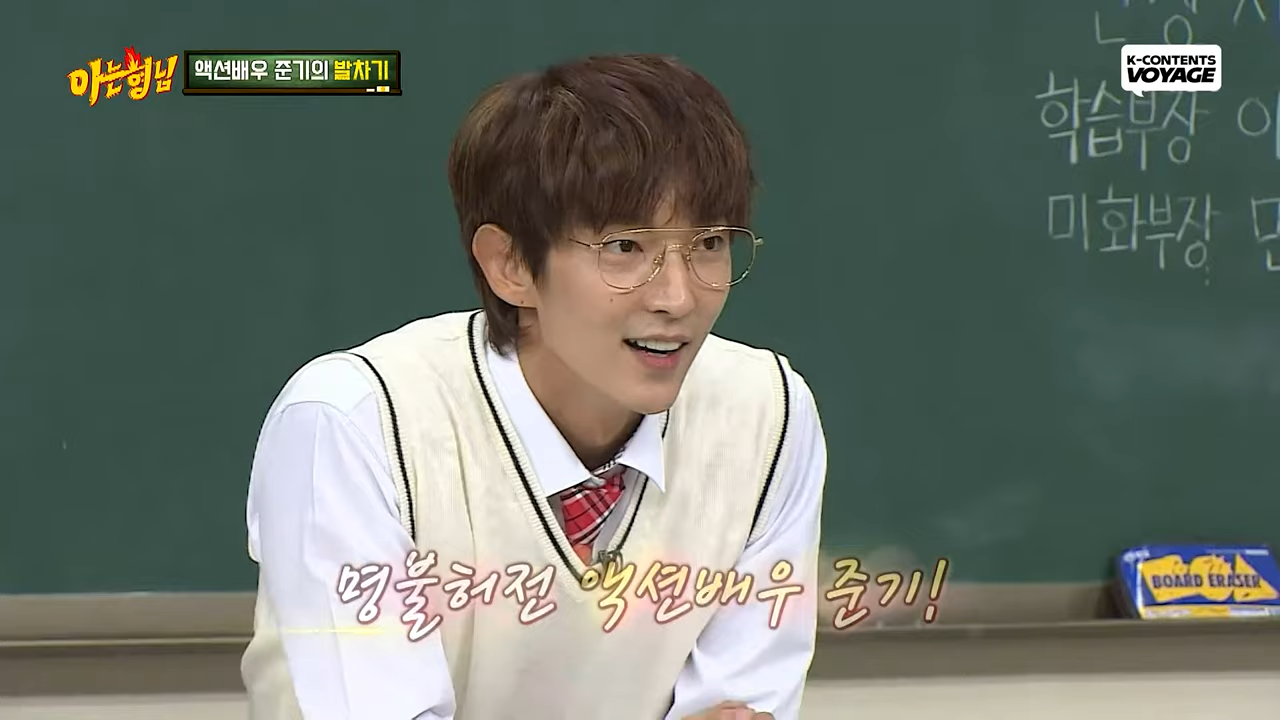 아는형님
액션배우 준기의 발차기
K-CONTENTS
VOYAGE
학습부장 이
미화부장
BOARD ERASER
명불허전 액션배우 준기!